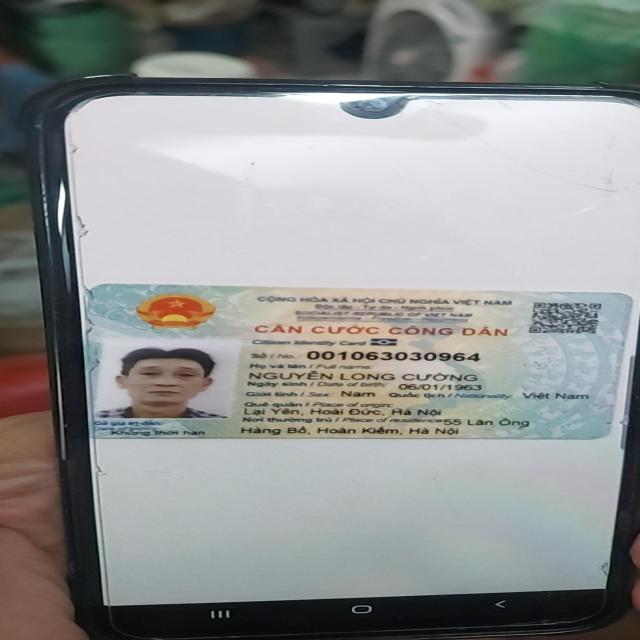 CỘNG HÒA XÃ HỘI CHỦ NGHĨA VIỆT NAM
Độc lập - Tự do - Hạnh phúc
SOCIALIST REPUBLIC OF VIET NAM
CĂN CƯỚC CÔNG DÂN
Citizen Identity Card
Số / No.: 001063030964
Họ và tên / Full name:
NGUYỄN LONG CƯỜNG
Ngày sinh / Date of birth: 06/01/1963
Giới tính / Sex: Nam Quốc tịch / Nationality: Việt Nam
Quê quán / Place of origin:
Lại Yên, Hoài Đức, Hà Nội
Nơi thường trú / Place of residence: 55 Lãn Ông
Hàng Bồ, Hoàn Kiếm, Hà Nội
Có giá trị đến:
Không thời hạn